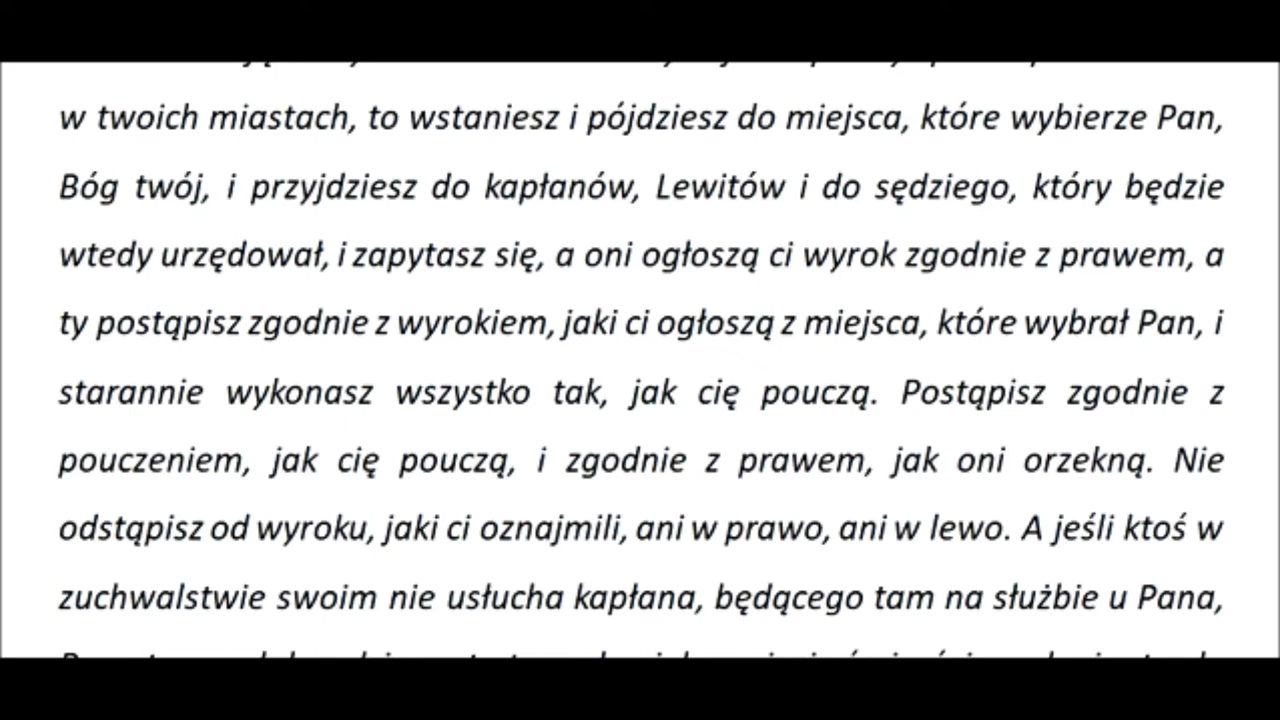 w twoich miastach, to wstaniesz i pójdziesz do miejsca, które wybierze Pan,
Bóg twój, i przyjdziesz do kapłanów, Lewitów i do sędziego, który będzie
wtedy urzędował, i zapytasz się, a oni ogłoszą ci wyrok zgodnie z prawem, a
ty postąpisz zgodnie z wyrokiem, jaki ci ogłoszą z miejsca, które wybrał Pan, i
starannie wykonasz wszystko tak, jak cię pouczą. Postąpisz zgodnie z
pouczeniem, jak cię pouczą, i zgodnie z prawem, jak oni orzekną. Nie
odstąpisz od wyroku, jaki ci oznajmili, ani w prawo, ani w lewo. A jeśli ktoś w
zuchwalstwie swoim nie usłucha kapłana, będącego tam na służbie u Pana,